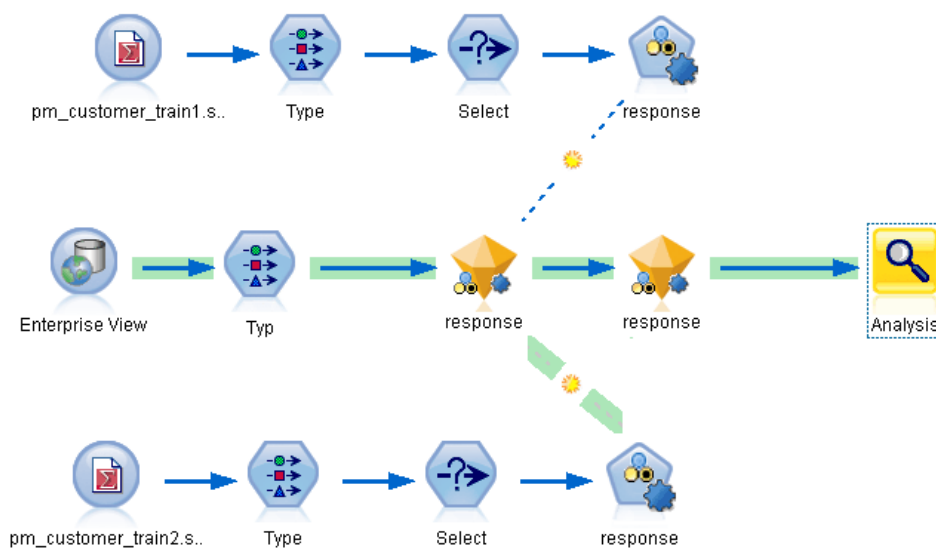 pm_customer_train1.s..
Type
Select
response
Enterprise View
Typ
response
response
Analysis
pm_customer_train2.s..
Type
Select
response